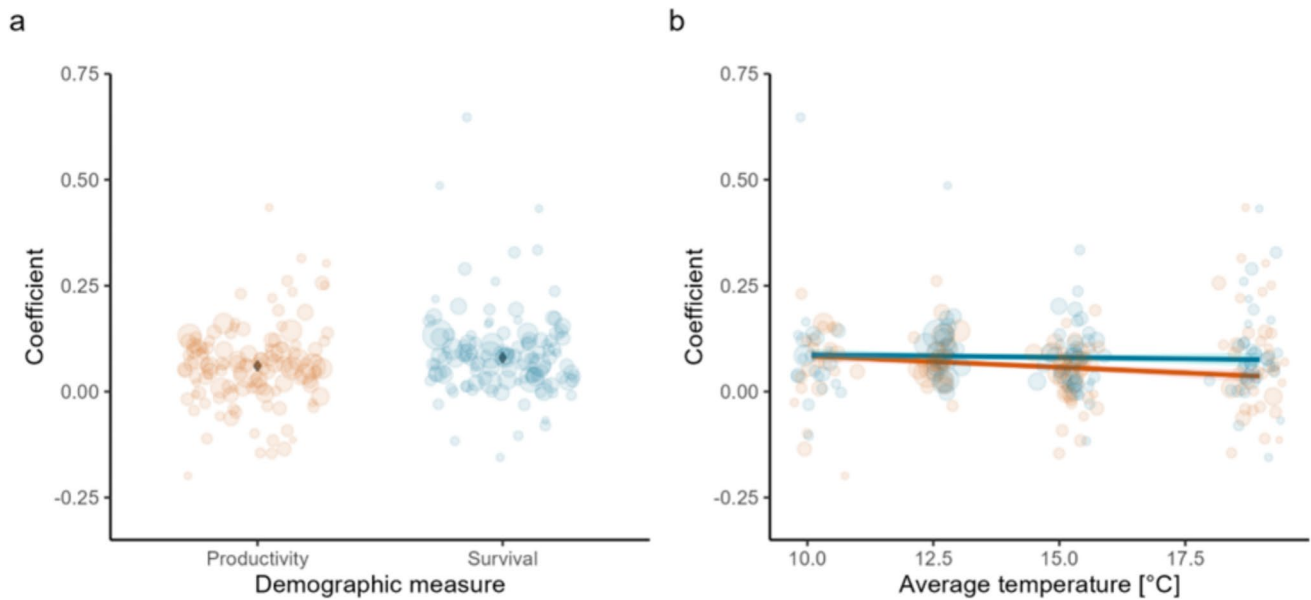 a
0.75
0.50
0.25
0.00
-0.25
Coefficient
Productivity
Survival
Demographic measure
b
0.75
0.50
0.25
0.00
-0.25
Coefficient
10.0
12.5
15.0
17.5
Average temperature [°C]